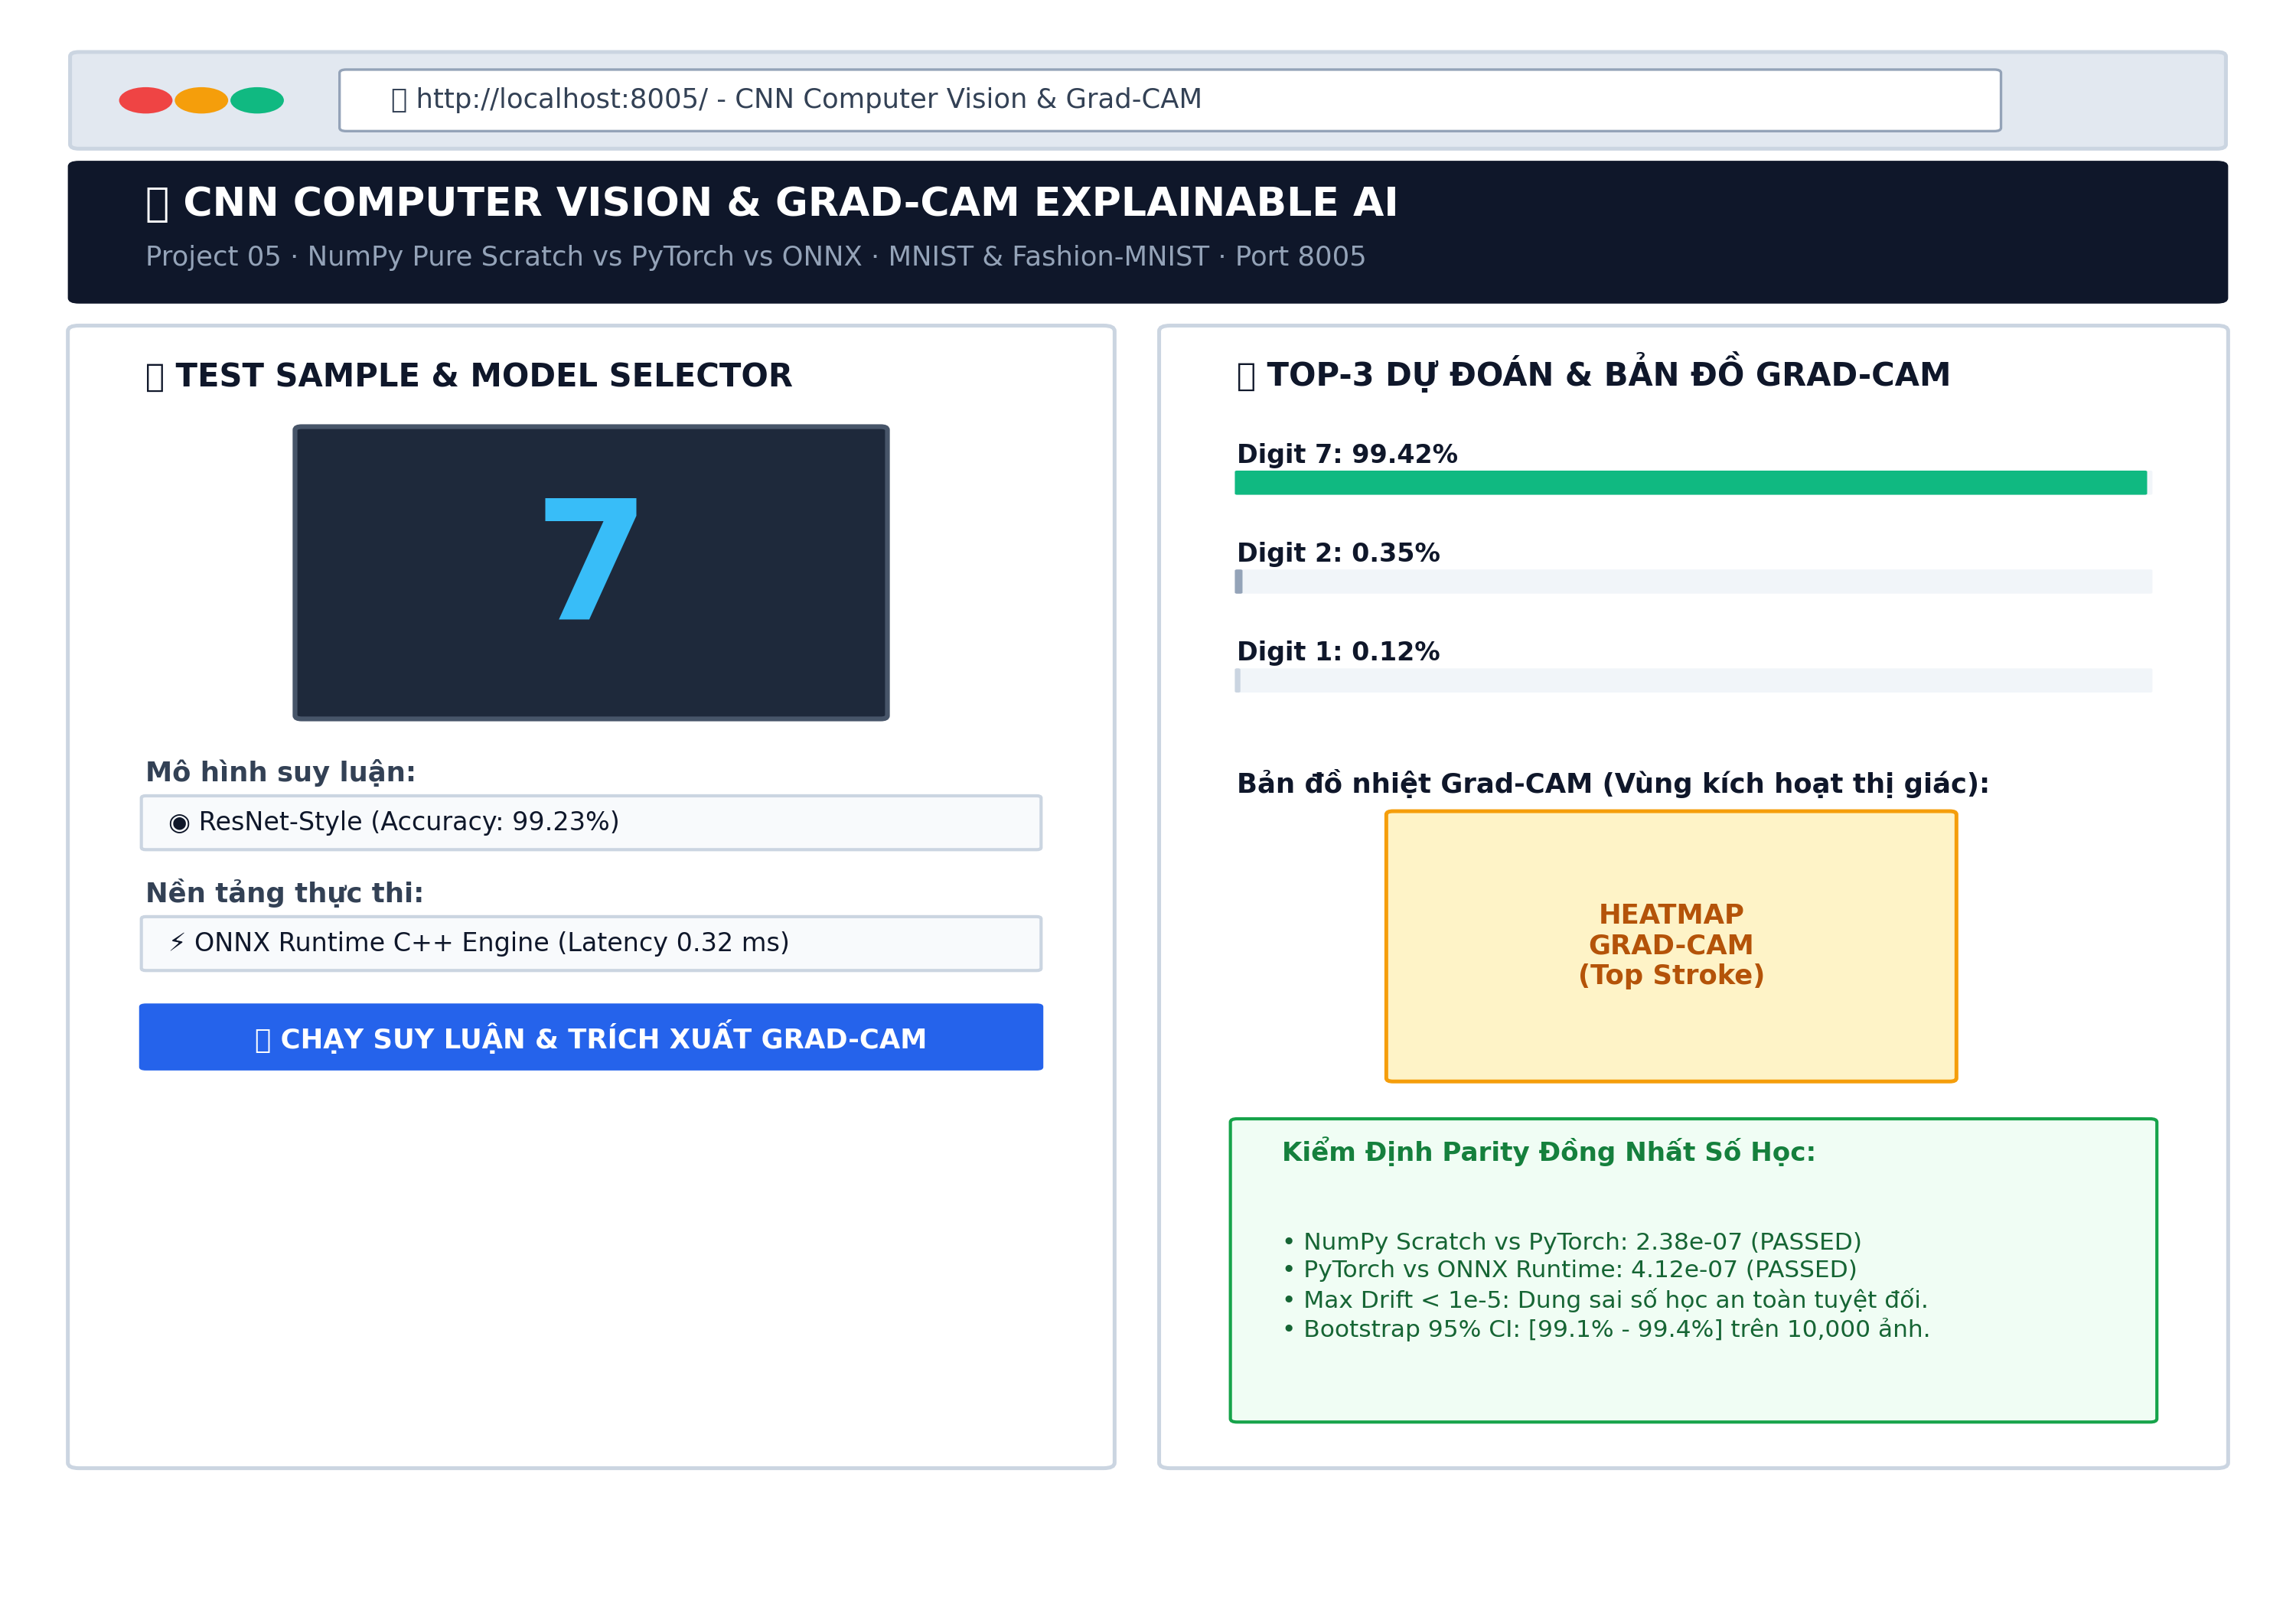 http://localhost:8005/ - CNN Computer Vision & Grad-CAM
CNN COMPUTER VISION & GRAD-CAM EXPLAINABLE AI
Project 05 · NumPy Pure Scratch vs PyTorch vs ONNX · MNIST & Fashion-MNIST · Port 8005
TEST SAMPLE & MODEL SELECTOR
7
Mô hình suy luận:
◉ ResNet-Style (Accuracy: 99.23%)
Nền tảng thực thi:
⚡ ONNX Runtime C++ Engine (Latency 0.32 ms)
CHẠY SUY LUẬN & TRÍCH XUẤT GRAD-CAM
TOP-3 DỰ ĐOÁN & BẢN ĐỒ GRAD-CAM
Digit 7: 99.42%
Digit 2: 0.35%
Digit 1: 0.12%
Bản đồ nhiệt Grad-CAM (Vùng kích hoạt thị giác):
HEATMAP
GRAD-CAM
(Top Stroke)
Kiểm Định Parity Đồng Nhất Số Học:
• NumPy Scratch vs PyTorch: 2.38e-07 (PASSED)
• PyTorch vs ONNX Runtime: 4.12e-07 (PASSED)
• Max Drift < 1e-5: Dung sai số học an toàn tuyệt đối.
• Bootstrap 95% CI: [99.1% - 99.4%] trên 10,000 ảnh.